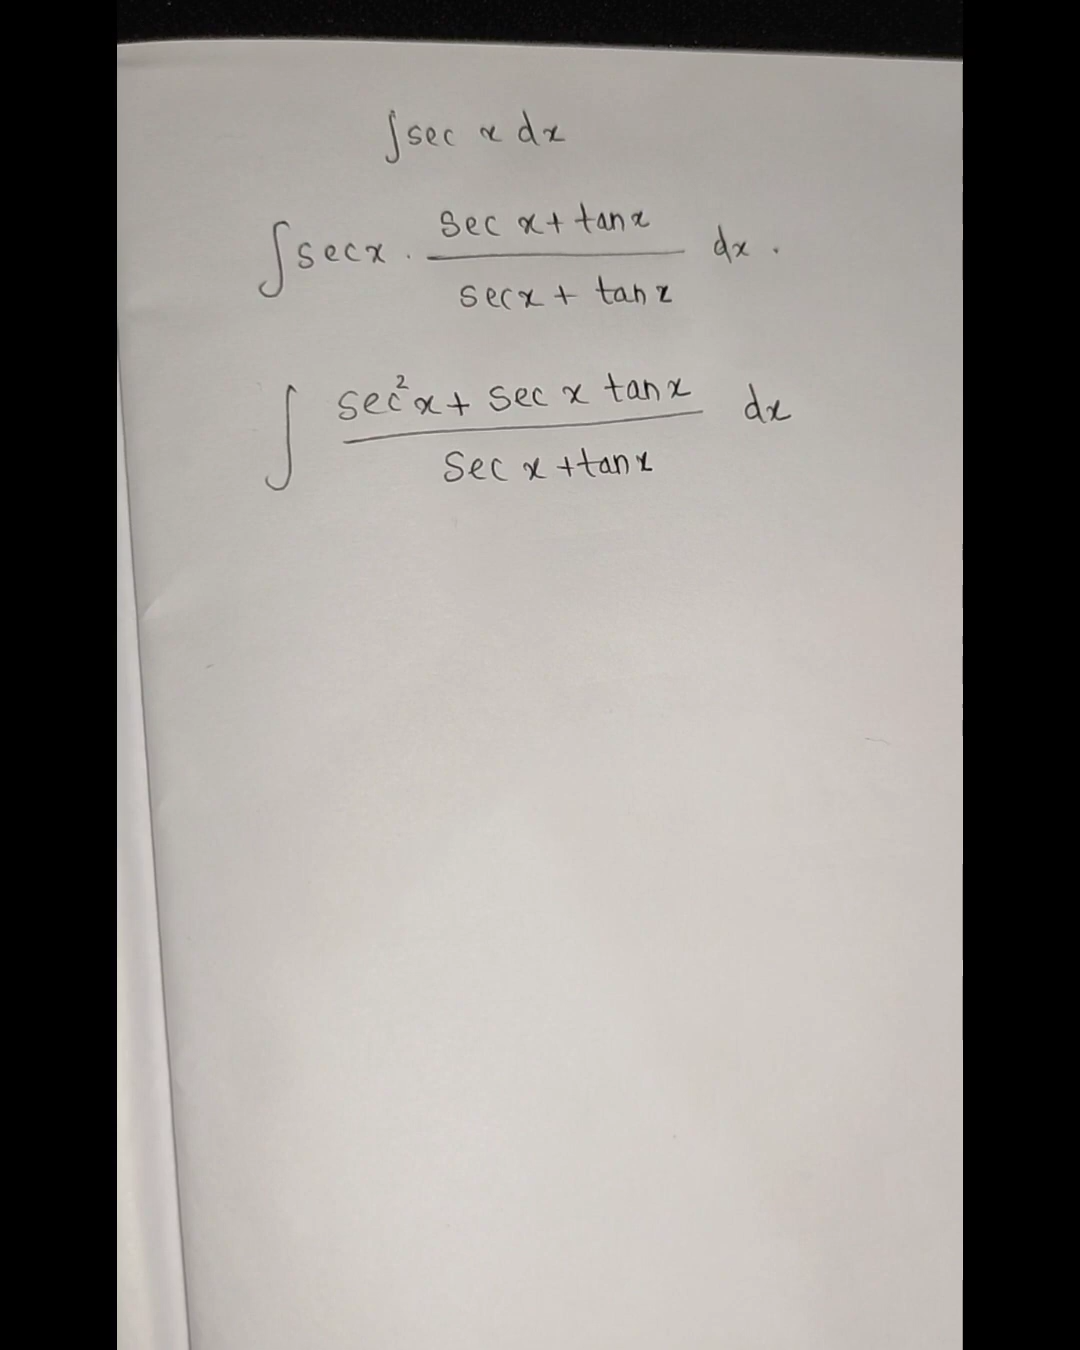 ∫sec x dx
∫secx . (sec x + tan x)/(secx + tan x) dx .
∫ (sec²x + sec x tan x)/(sec x + tan x) dx